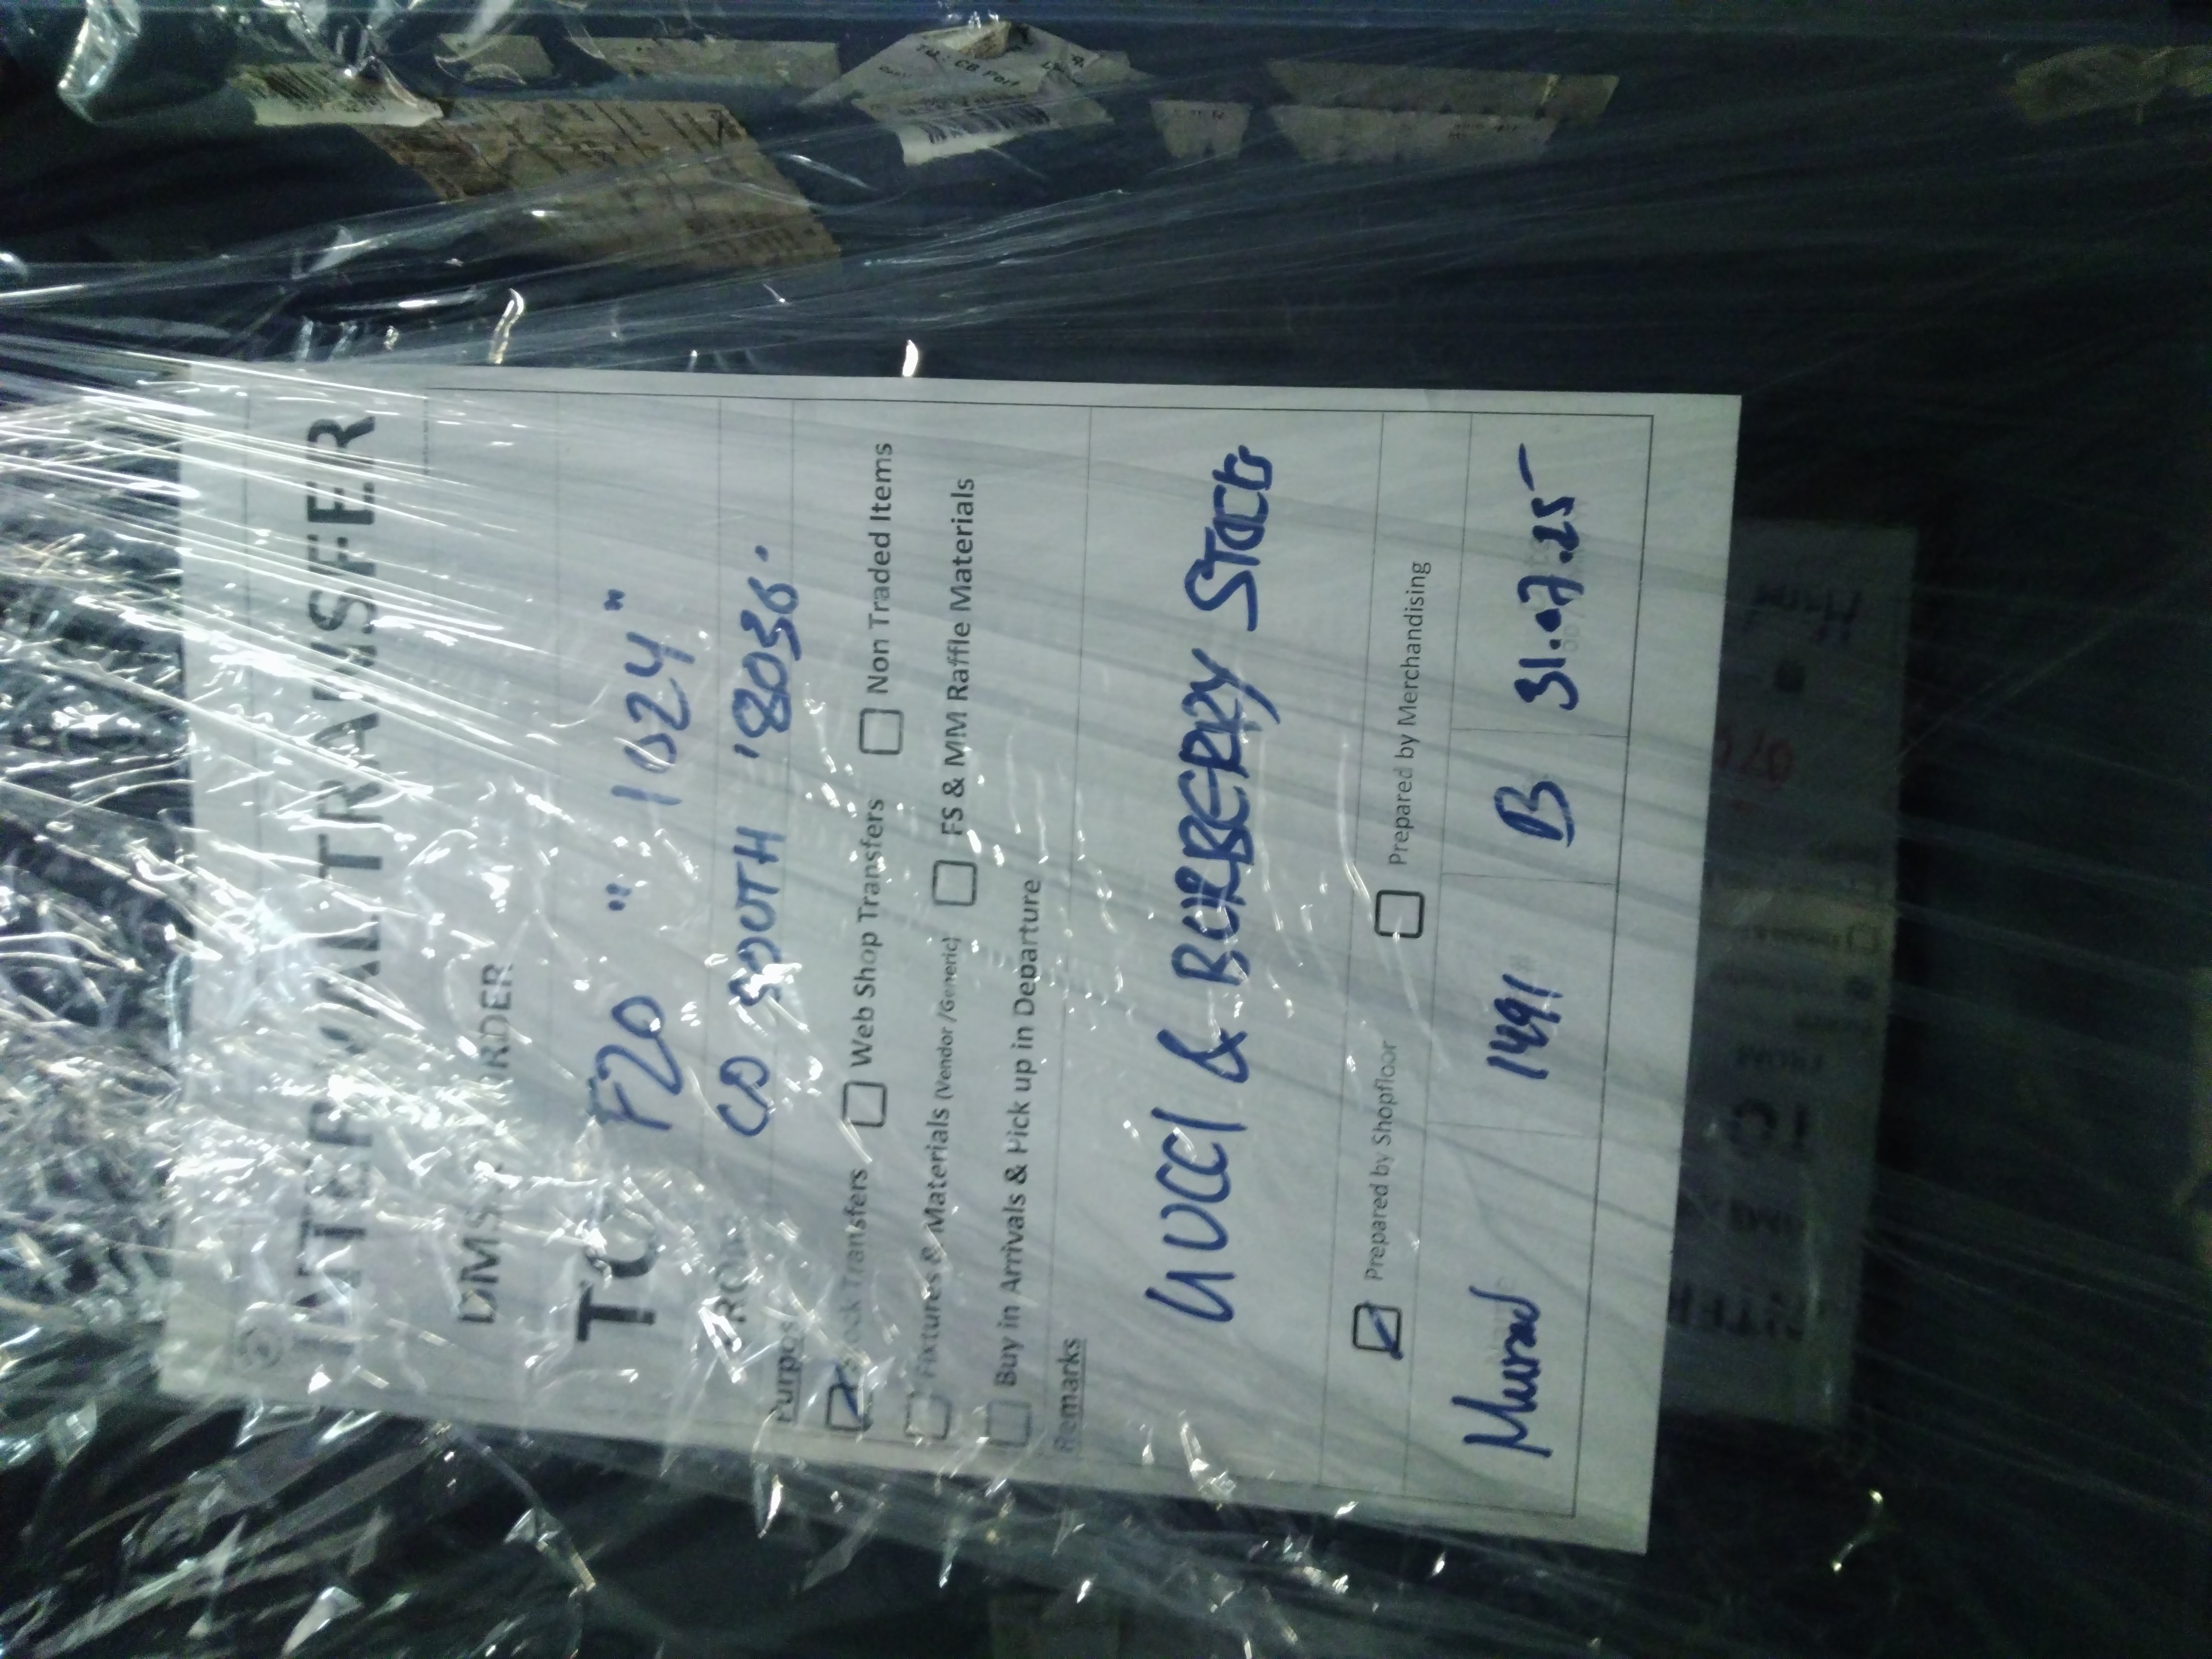 INTERNAL TRANSFER
DMS ORDER
TO F20 " 1024 "
FROM CD SOUTH '8036.
Purpose
Stock Transfers Web Shop Transfers Non Traded Items
Fixtures & Materials (Vendor/Generic) FS & MM Raffle Materials
Buy in Arrivals & Pick up in Departure
Remarks
GUCCI & BURBERRY STOCK
Prepared by Shopfloor Prepared by Merchandising
Murad 1491 B 31.07.25